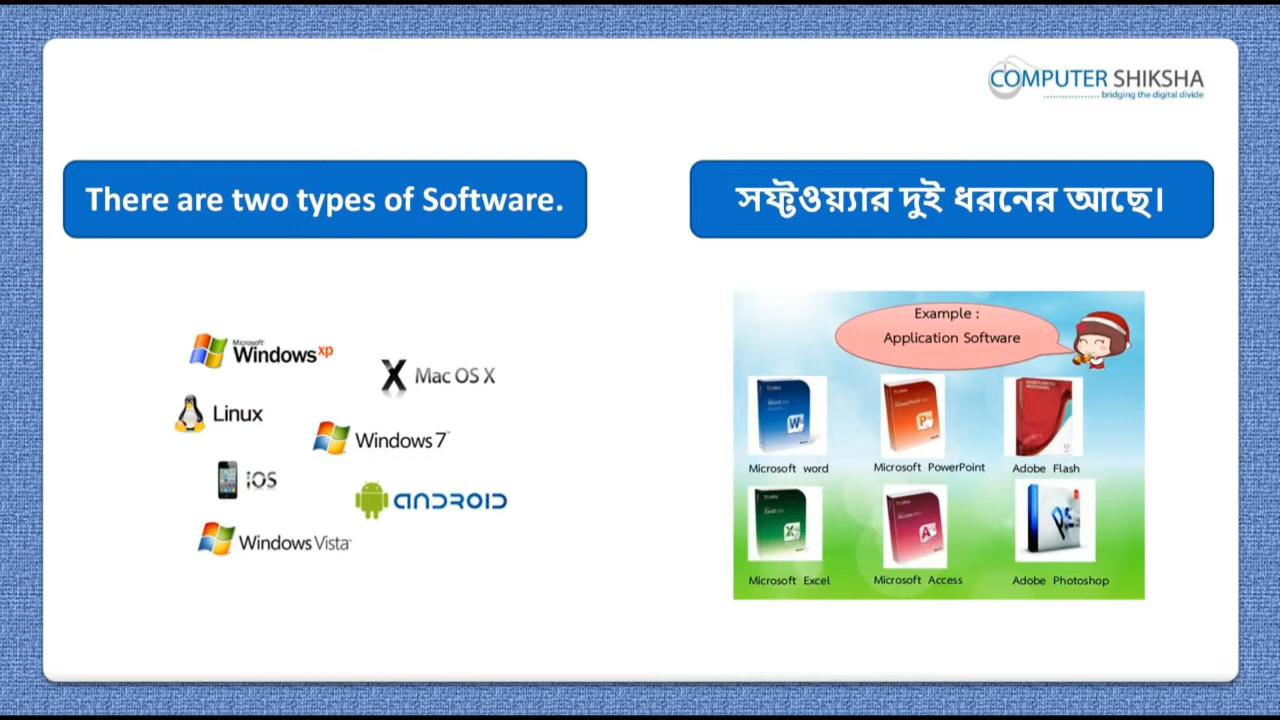 COMPUTER SHIKSHA
bridging the digital divide
There are two types of Software.
সফ্টওয়্যার দুই ধরনের আছে।
Microsoft
Windows xp
Mac OS X
Linux
Windows 7
iOS
ANDROID
Windows Vista
Example :
Application Software
Microsoft word
Microsoft PowerPoint
Adobe Flash
Microsoft Excel
Microsoft Access
Adobe Photoshop